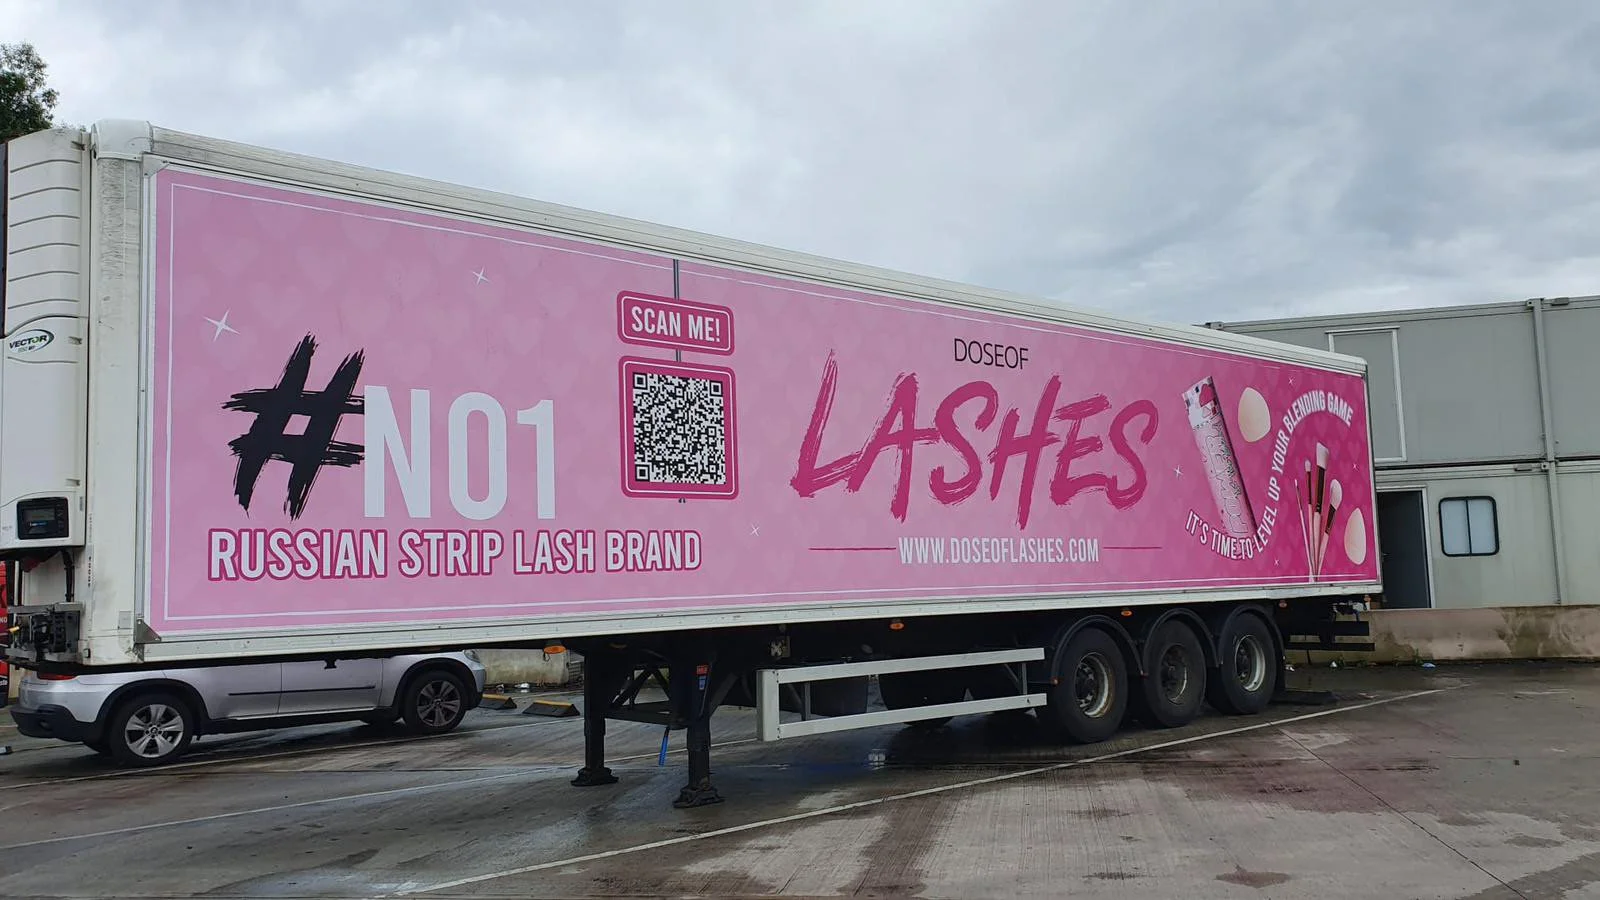 VECTOR
SCAN ME!
#NO1
RUSSIAN STRIP LASH BRAND
DOSEOF
LASHES
WWW.DOSEOFLASHES.COM
IT'S TIME TO LEVEL UP YOUR BLENDING GAME